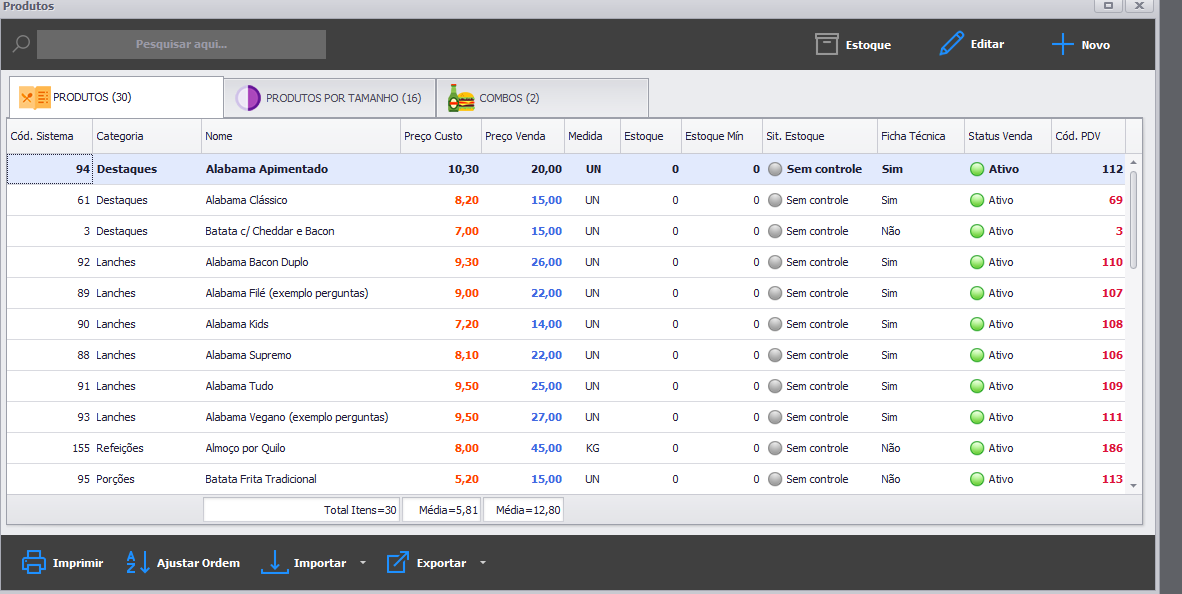 Produtos
Pesquisar aqui...
Estoque Editar Novo
PRODUTOS (30) PRODUTOS POR TAMANHO (16) COMBOS (2)
Cód. Sistema Categoria Nome Preço Custo Preço Venda Medida Estoque Estoque Mín Sit. Estoque Ficha Técnica Status Venda Cód. PDV
94 Destaques Alabama Apimentado 10,30 20,00 UN 0 0 Sem controle Sim Ativo 112
61 Destaques Alabama Clássico 8,20 15,00 UN 0 0 Sem controle Sim Ativo 69
3 Destaques Batata c/ Cheddar e Bacon 7,00 15,00 UN 0 0 Sem controle Não Ativo 3
92 Lanches Alabama Bacon Duplo 9,30 26,00 UN 0 0 Sem controle Sim Ativo 110
89 Lanches Alabama Filé (exemplo perguntas) 9,00 22,00 UN 0 0 Sem controle Sim Ativo 107
90 Lanches Alabama Kids 7,20 14,00 UN 0 0 Sem controle Sim Ativo 108
88 Lanches Alabama Supremo 8,10 22,00 UN 0 0 Sem controle Sim Ativo 106
91 Lanches Alabama Tudo 9,50 25,00 UN 0 0 Sem controle Sim Ativo 109
93 Lanches Alabama Vegano (exemplo perguntas) 9,50 27,00 UN 0 0 Sem controle Sim Ativo 111
155 Refeições Almoço por Quilo 8,00 45,00 KG 0 0 Sem controle Não Ativo 186
95 Porções Batata Frita Tradicional 5,20 15,00 UN 0 0 Sem controle Não Ativo 113
Total Itens=30 Média=5,81 Média=12,80
Imprimir Ajustar Ordem Importar Exportar